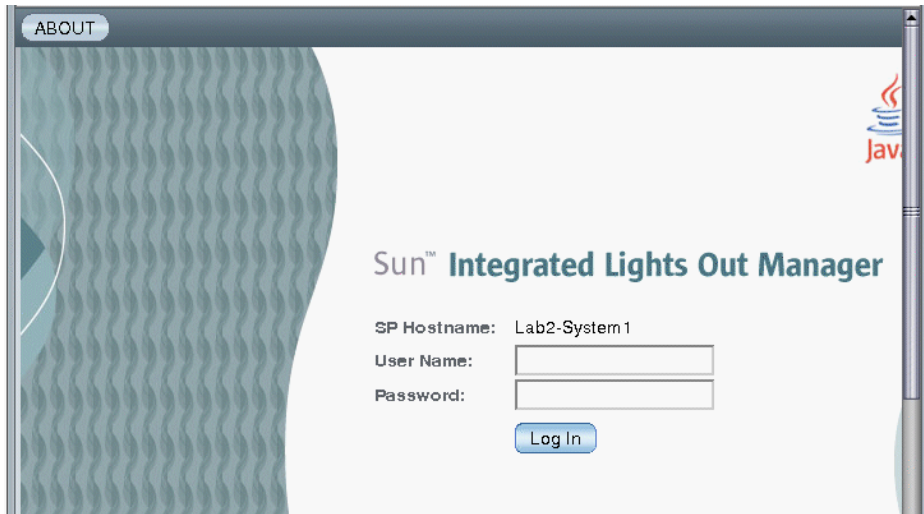 ABOUT
Java
Sun™ Integrated Lights Out Manager
SP Hostname: Lab2-System1
User Name:
Password:
Log In